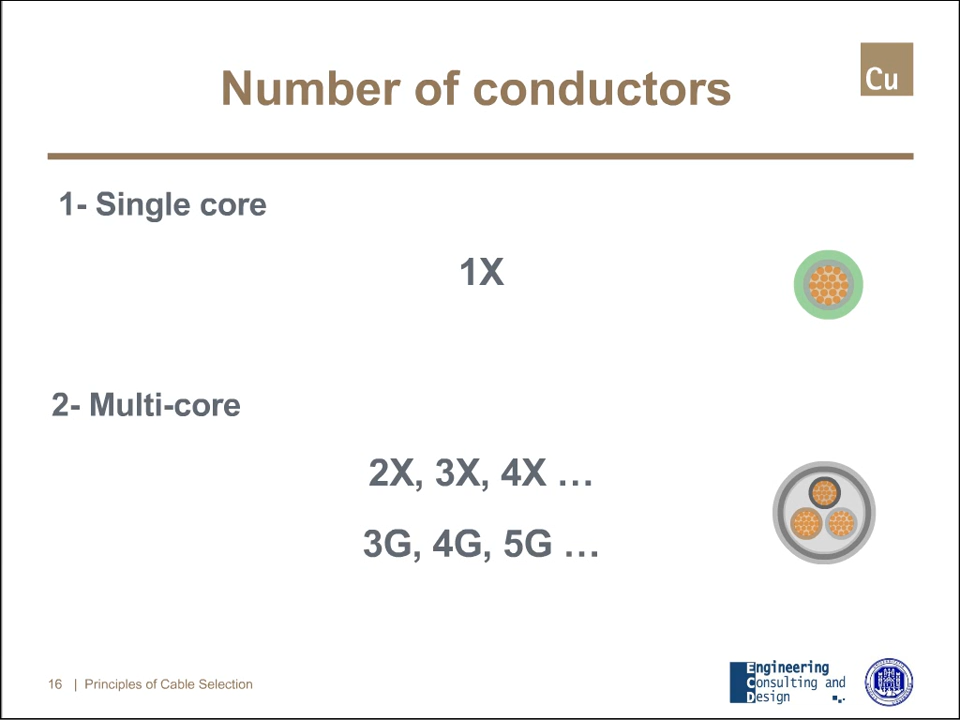 Number of conductors
Cu
1- Single core
1X
2- Multi-core
2X, 3X, 4X …
3G, 4G, 5G …
16 | Principles of Cable Selection
Engineering
Consulting and
Design